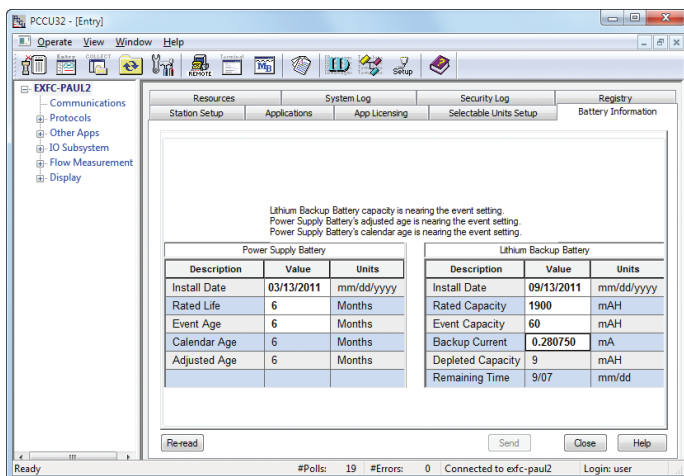 PCCU32 - [Entry]
Operate View Window Help
Entry COLLECT REMOTE Terminal MB Setup
EXFC-PAUL2
Communications
Protocols
Other Apps
IO Subsystem
Flow Measurement
Display
Resources System Log Security Log Registry
Station Setup Applications App Licensing Selectable Units Setup Battery Information
Lithium Backup Battery capacity is nearing the event setting.
Power Supply Battery's adjusted age is nearing the event setting.
Power Supply Battery's calendar age is nearing the event setting.
Power Supply Battery Lithium Backup Battery
Description Value Units Description Value Units
Install Date 03/13/2011 mm/dd/yyyy Install Date 09/13/2011 mm/dd/yyyy
Rated Life 6 Months Rated Capacity 1900 mAH
Event Age 6 Months Event Capacity 60 mAH
Calendar Age 6 Months Backup Current 0.280750 mA
Adjusted Age 6 Months Depleted Capacity 9 mAH
Remaining Time 9/07 mm/dd
Re-read Send Close Help
Ready #Polls: 19 #Errors: 0 Connected to exfc-paul2 Login: user